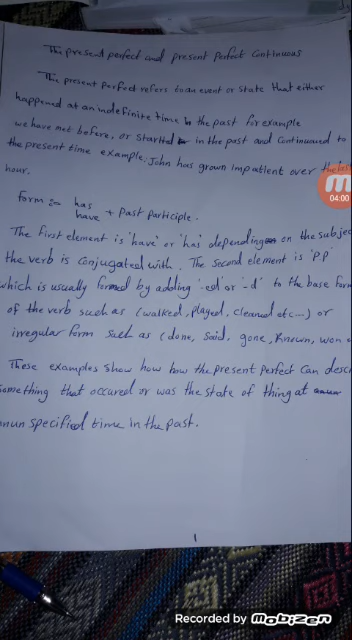 The present perfect and present Perfect Continuous
The present perfect refers to an event or state that either
happened at an indefinite time in the past for example
we have met before, or started in the past and continued to
the present time example, John has grown impatient over the last
hour.
form has
have + Past Participle.
The first element is 'have' or 'has' depending on the subjec
the verb is conjugated with. The second element is 'P.P'
which is usually formed by adding '-ed or '-d' to the base form
of the verb such as (walked, played, cleaned etc...) or
irregular form such as (done, said, gone, known, won
These examples show how how the present perfect can descr
something that occured or was the state of thing at
anun specified time in the past.
1
M
04:00
Recorded by mobizen